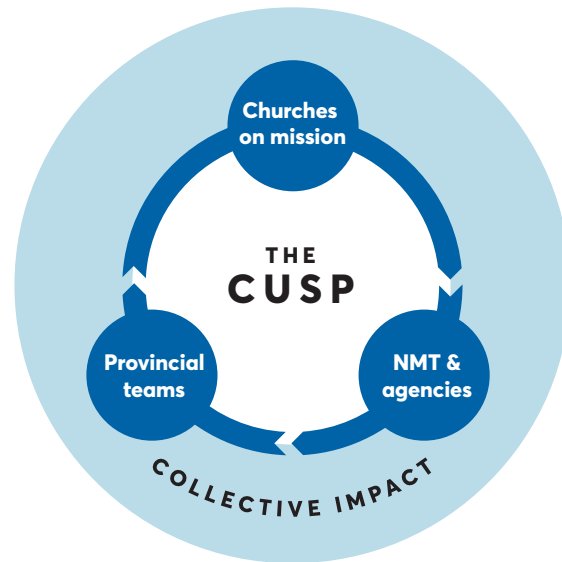 Churches
on mission
THE
CUSP
Provincial
teams
NMT &
agencies
COLLECTIVE IMPACT